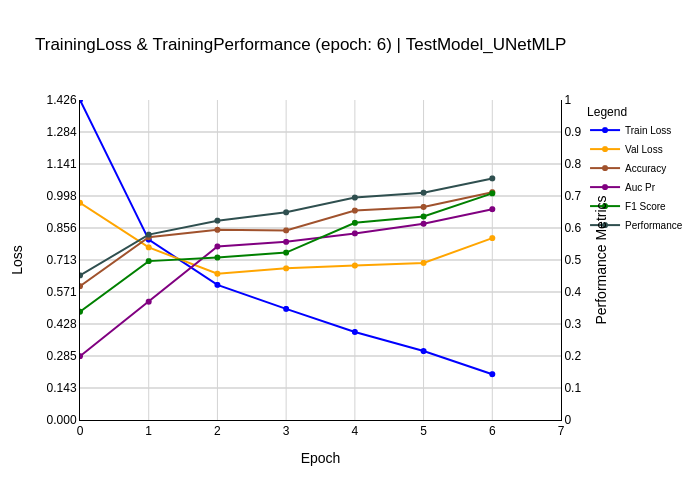 TrainingLoss & TrainingPerformance (epoch: 6) | TestModel_UNetMLP
Legend
Train Loss
Val Loss
Accuracy
Auc Pr
F1 Score
Performance
Loss
1.426
1.284
1.141
0.998
0.856
0.713
0.571
0.428
0.285
0.143
0.000
1
0.9
0.8
0.7
0.6
0.5
0.4
0.3
0.2
0.1
0
Performance Metrics
0 1 2 3 4 5 6 7
Epoch